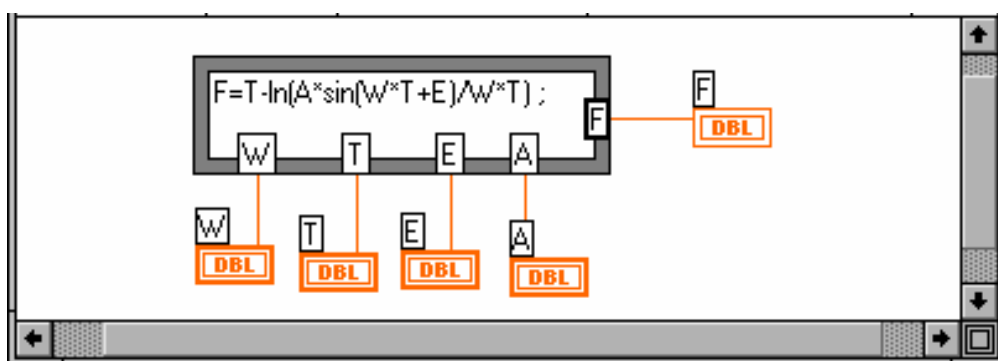 F=T-ln(A*sin(W*T+E)/W*T) ;
F
F
DBL
W T E A
W T E A
DBL DBL DBL DBL